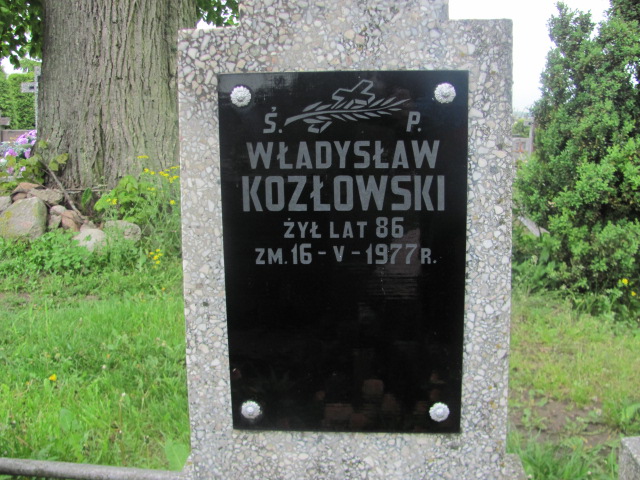 Ś. P.
WŁADYSŁAW
KOZŁOWSKI
ŻYŁ LAT 86
ZM. 16 - V - 1977 R.